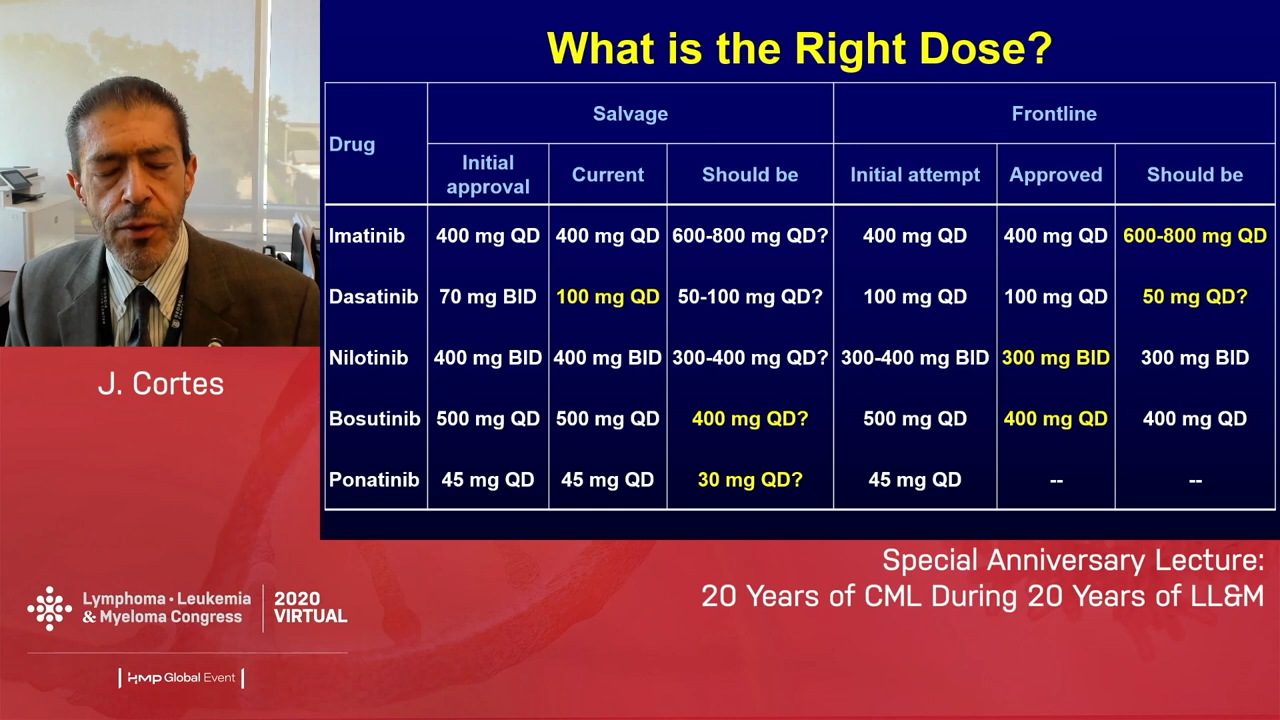 What is the Right Dose?
Drug Salvage Frontline
Initial approval Current Should be Initial attempt Approved Should be
Imatinib 400 mg QD 400 mg QD 600-800 mg QD? 400 mg QD 400 mg QD 600-800 mg QD
Dasatinib 70 mg BID 100 mg QD 50-100 mg QD? 100 mg QD 100 mg QD 50 mg QD?
Nilotinib 400 mg BID 400 mg BID 300-400 mg QD? 300-400 mg BID 300 mg BID 300 mg BID
Bosutinib 500 mg QD 500 mg QD 400 mg QD? 500 mg QD 400 mg QD 400 mg QD
Ponatinib 45 mg QD 45 mg QD 30 mg QD? 45 mg QD -- --
J. Cortes
Special Anniversary Lecture:
20 Years of CML During 20 Years of LL&M
Lymphoma • Leukemia
& Myeloma Congress
2020
VIRTUAL
HMP Global Event